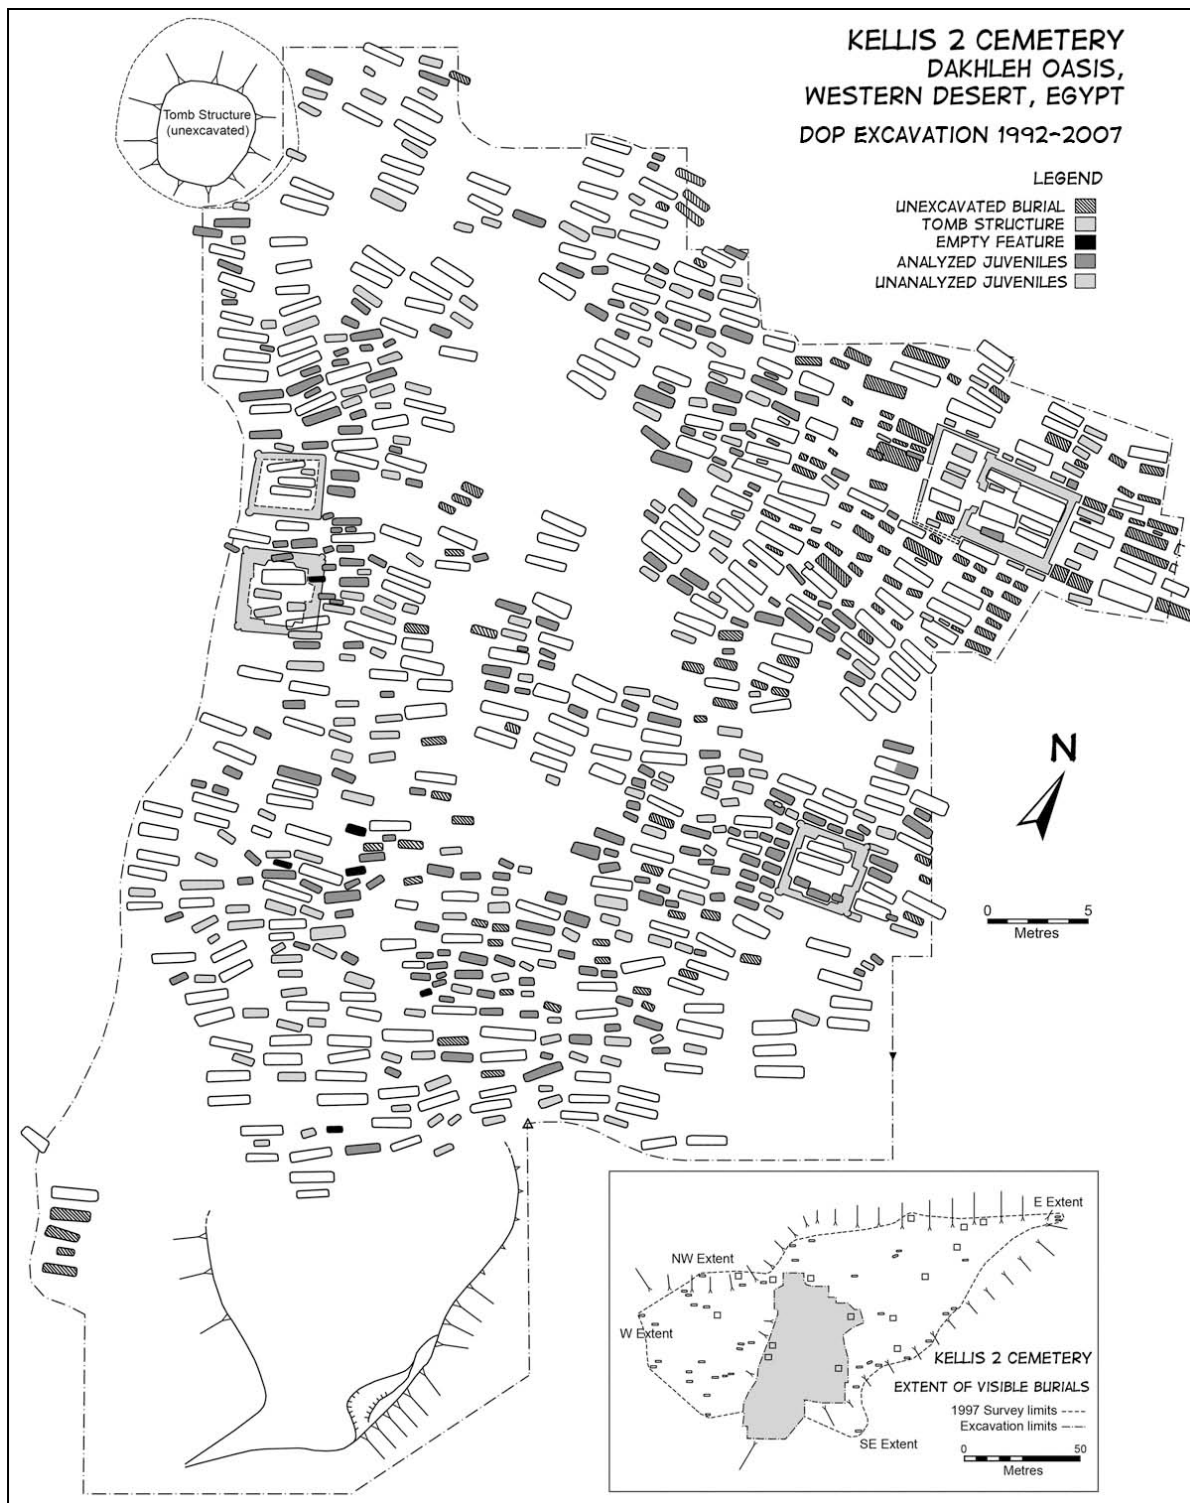 KELLIS 2 CEMETERY
DAKHLEH OASIS,
WESTERN DESERT, EGYPT
DOP EXCAVATION 1992-2007
LEGEND
UNEXCAVATED BURIAL
TOMB STRUCTURE
EMPTY FEATURE
ANALYZED JUVENILES
UNANALYZED JUVENILES
Tomb Structure
(unexcavated)
N
0 5
Metres
E Extent
NW Extent
W Extent
KELLIS 2 CEMETERY
EXTENT OF VISIBLE BURIALS
1997 Survey limits
Excavation limits
SE Extent
0 50
Metres